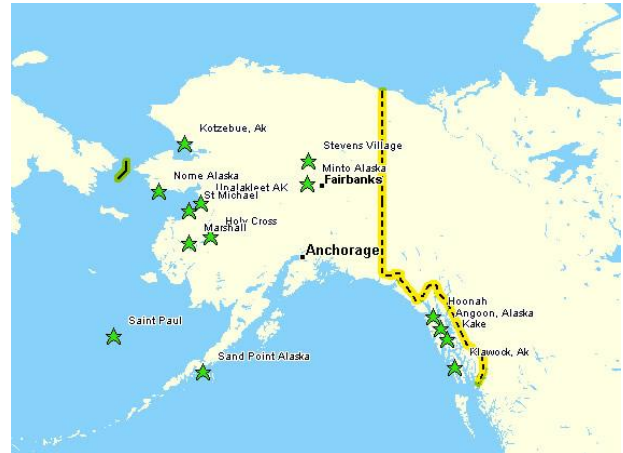 Kotzebue, Ak
Stevens Village
Minto Alaska
Fairbanks
Nome Alaska
Unalakleet AK
St Michael
Holy Cross
Marshall
Anchorage
Hoonah
Angoon, Alaska
Kake
Saint Paul
Sand Point Alaska
Klawock, Ak